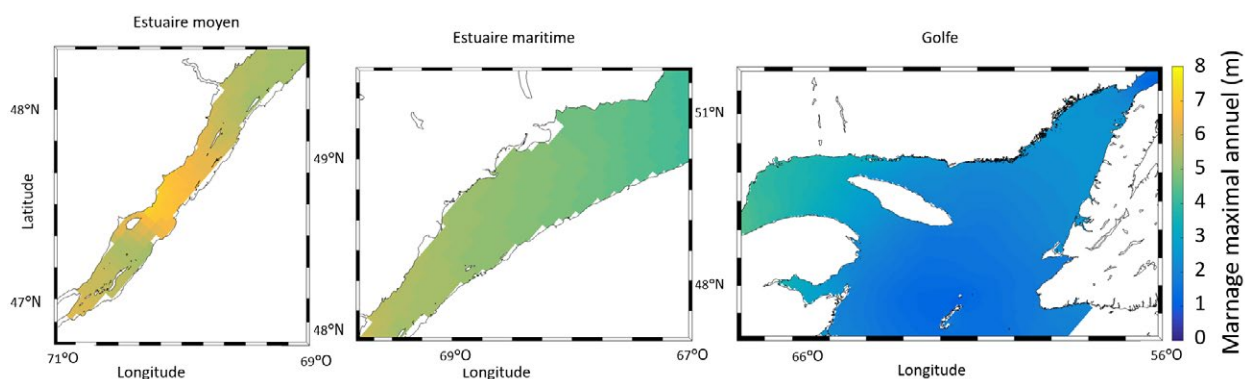 Estuaire moyen
Estuaire maritime
Golfe
48°N
47°N
Latitude
71°O
69°O
Longitude
49°N
48°N
69°O
67°O
Longitude
51°N
48°N
66°O
56°O
Longitude
8
7
6
5
4
3
2
1
0
Marnage maximal annuel (m)